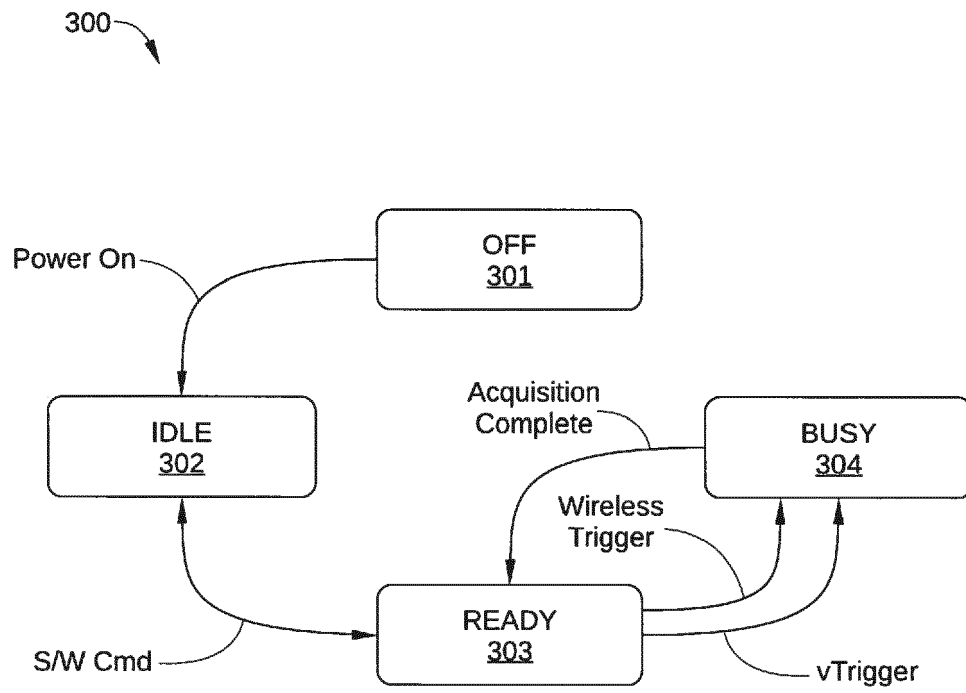 300
OFF
301
Power On
IDLE
302
Acquisition
Complete
BUSY
304
Wireless
Trigger
READY
303
S/W Cmd
vTrigger